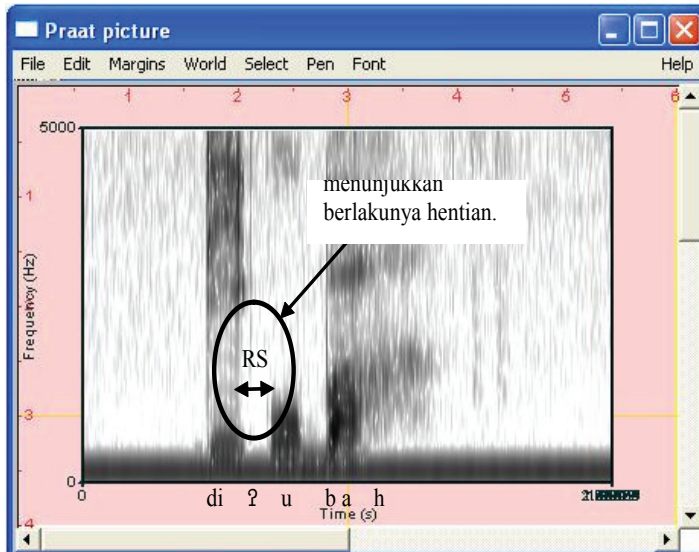 Praat picture
File Edit Margins World Select Pen Font Help
1 2 3 4 5 6
5000
menunjukkan
berlakunya hentian.
1
Frequency (Hz)
RS
3
0
0
di ʔ u b a h
Time (s)
4